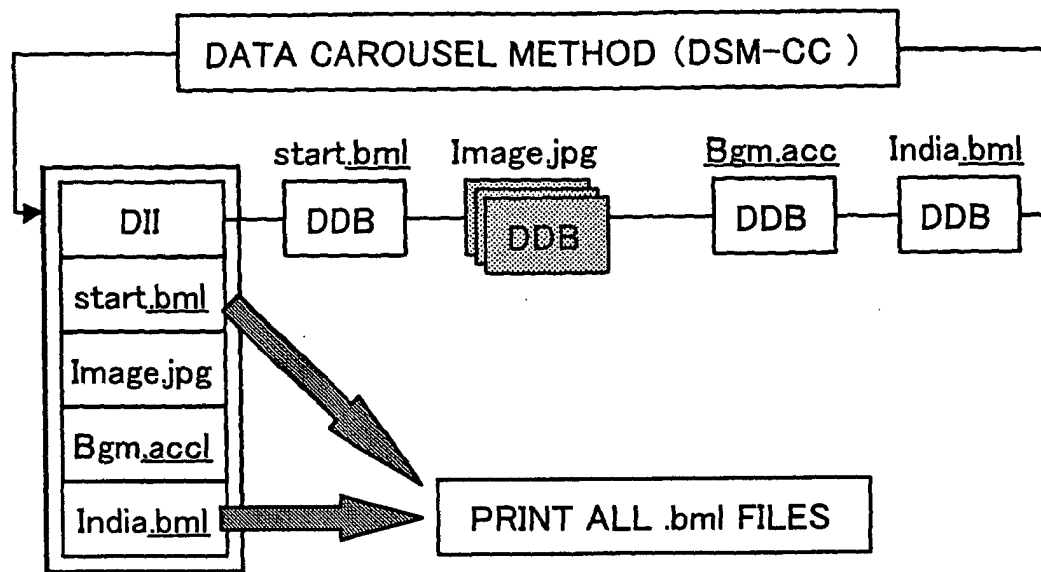 DATA CAROUSEL METHOD (DSM-CC )
start.bml
Image.jpg
Bgm.acc
India.bml
DII
DDB
DDB
DDB
DDB
start.bml
Image.jpg
Bgm.accl
India.bml
PRINT ALL .bml FILES